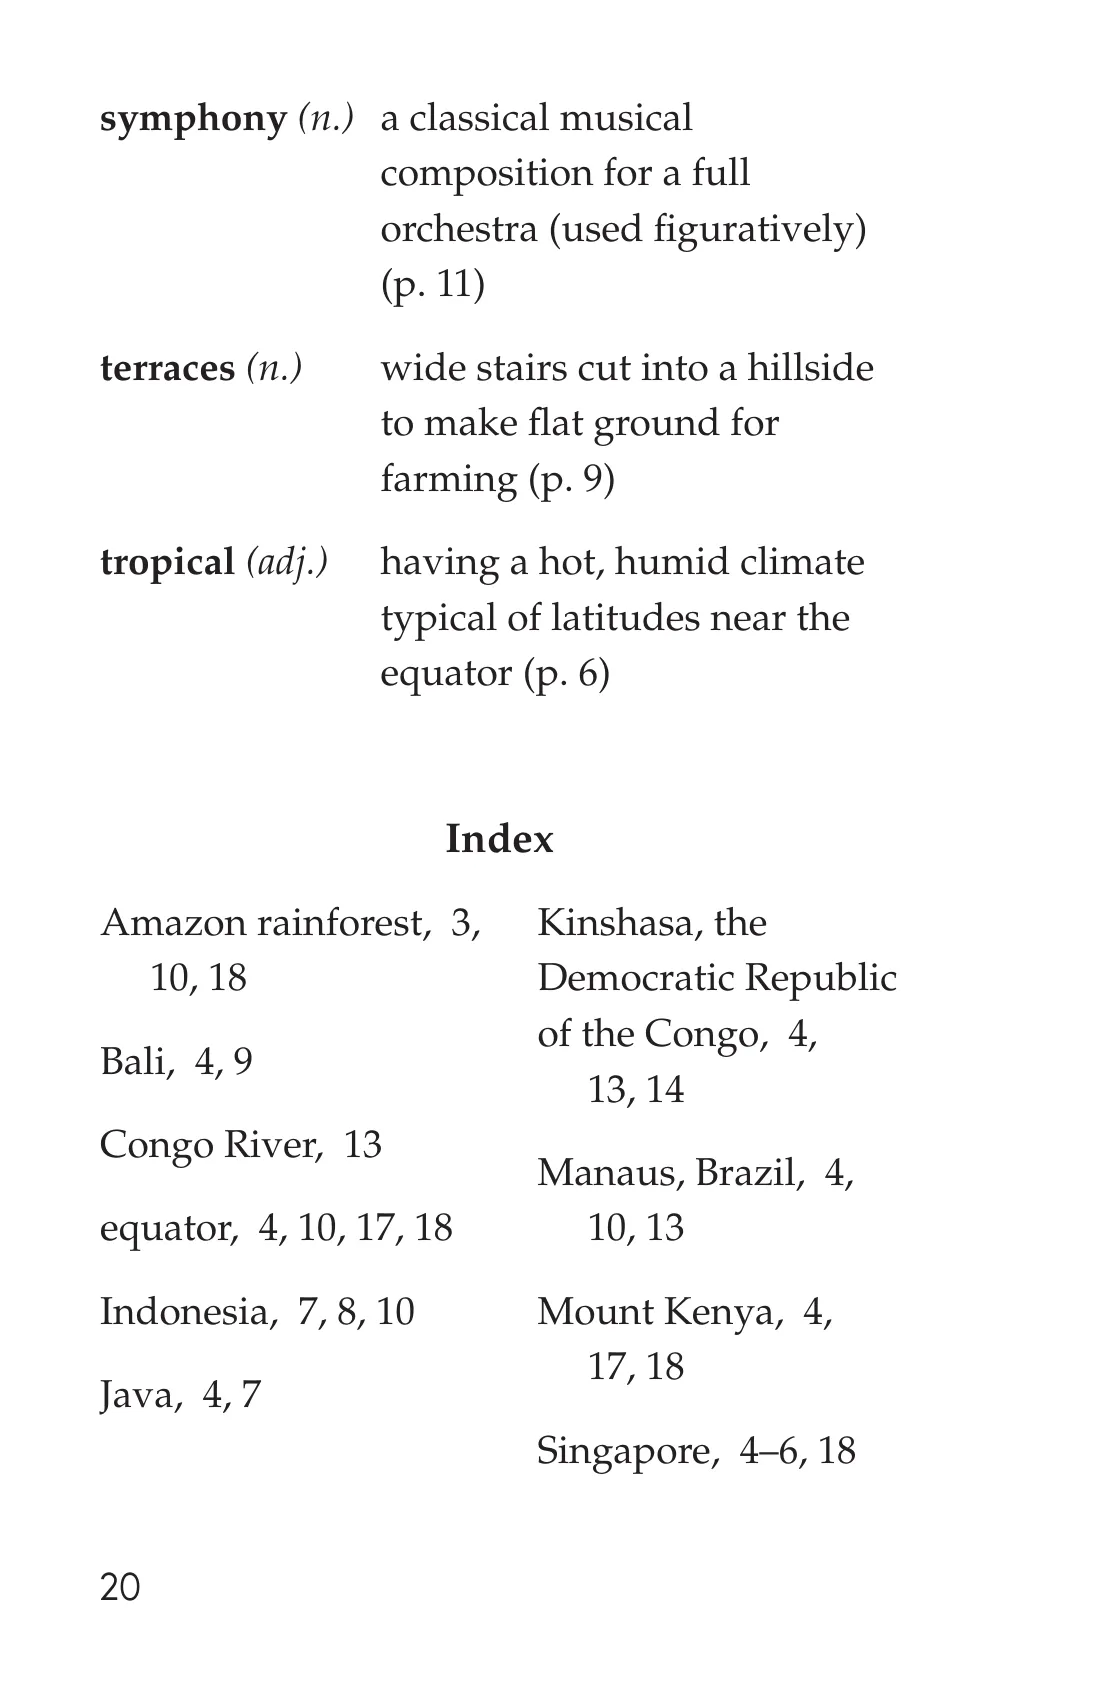 symphony (n.) a classical musical
composition for a full
orchestra (used figuratively)
(p. 11)
terraces (n.) wide stairs cut into a hillside
to make flat ground for
farming (p. 9)
tropical (adj.) having a hot, humid climate
typical of latitudes near the
equator (p. 6)
Index
Amazon rainforest, 3,
10, 18
Bali, 4, 9
Congo River, 13
equator, 4, 10, 17, 18
Indonesia, 7, 8, 10
Java, 4, 7
Kinshasa, the
Democratic Republic
of the Congo, 4,
13, 14
Manaus, Brazil, 4,
10, 13
Mount Kenya, 4,
17, 18
Singapore, 4–6, 18
20